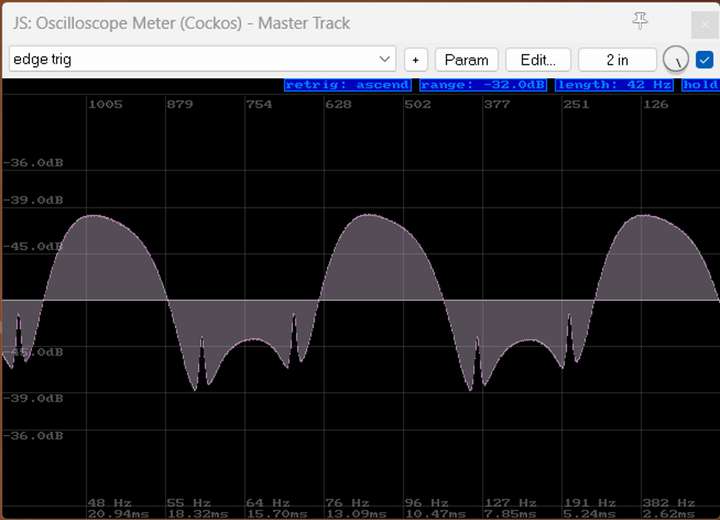 JS: Oscilloscope Meter (Cockos) - Master Track
edge trig + Param Edit... 2 in
retrig: ascend range: -32.0dB length: 42 Hz hold
1005 879 754 628 502 377 251 126
-36.0dB
-39.0dB
-45.0dB
-45.0dB
-39.0dB
-36.0dB
48 Hz 55 Hz 64 Hz 76 Hz 96 Hz 127 Hz 191 Hz 382 Hz
20.94ms 18.32ms 15.70ms 13.09ms 10.47ms 7.85ms 5.24ms 2.62ms